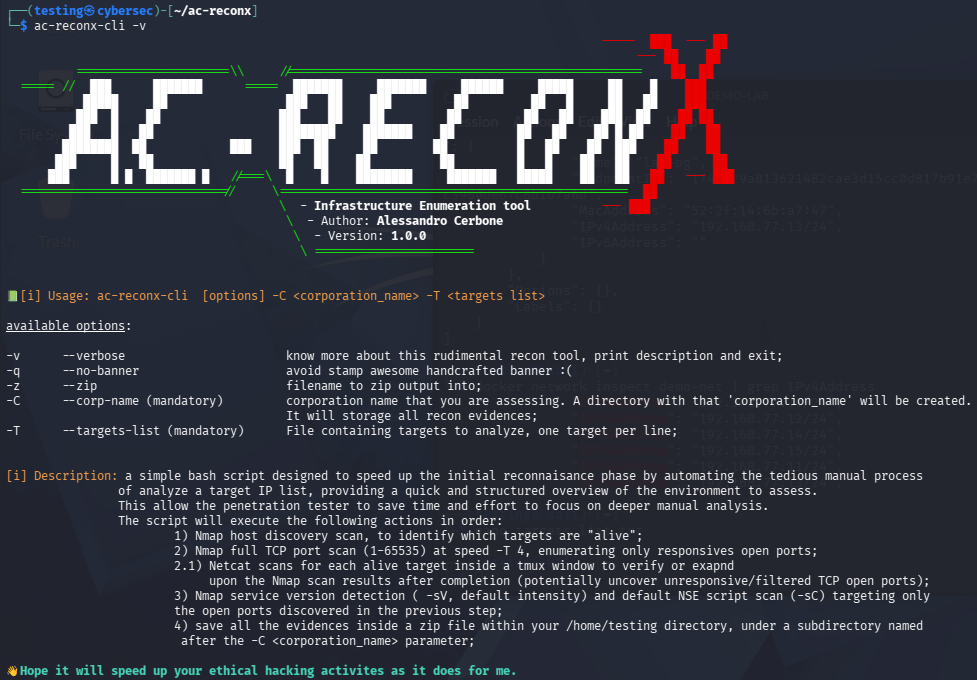 ┌──(testing㉿cybersec)-[~/ac-reconx]
└─$ ac-reconx-cli -v
AC-RECONX
- Infrastructure Enumeration tool
- Author: Alessandro Cerbone
- Version: 1.0.0
[i] Usage: ac-reconx-cli  [options] -C <corporation_name> -T <targets list>
available options:
-v      --verbose                       know more about this rudimental recon tool, print description and exit;
-q      --no-banner                     avoid stamp awesome handcrafted banner :(
-z      --zip                           filename to zip output into;
-C      --corp-name (mandatory)         corporation name that you are assessing. A directory with that 'corporation_name' will be created.
It will storage all recon evidences;
-T      --targets-list (mandatory)      File containing targets to analyze, one target per line;
[i] Description: a simple bash script designed to speed up the initial reconnaisance phase by automating the tedious manual process
of analyze a target IP list, providing a quick and structured overview of the environment to assess.
This allow the penetration tester to save time and effort to focus on deeper manual analysis.
The script will execute the following actions in order:
1) Nmap host discovery scan, to identify which targets are "alive";
2) Nmap full TCP port scan (1-65535) at speed -T 4, enumerating only responsives open ports;
2.1) Netcat scans for each alive target inside a tmux window to verify or exapnd
upon the Nmap scan results after completion (potentially uncover unresponsive/filtered TCP open ports);
3) Nmap service version detection ( -sV, default intensity) and default NSE script scan (-sC) targeting only
the open ports discovered in the previous step;
4) save all the evidences inside a zip file within your /home/testing directory, under a subdirectory named
after the -C <corporation_name> parameter;
👋Hope it will speed up your ethical hacking activites as it does for me.